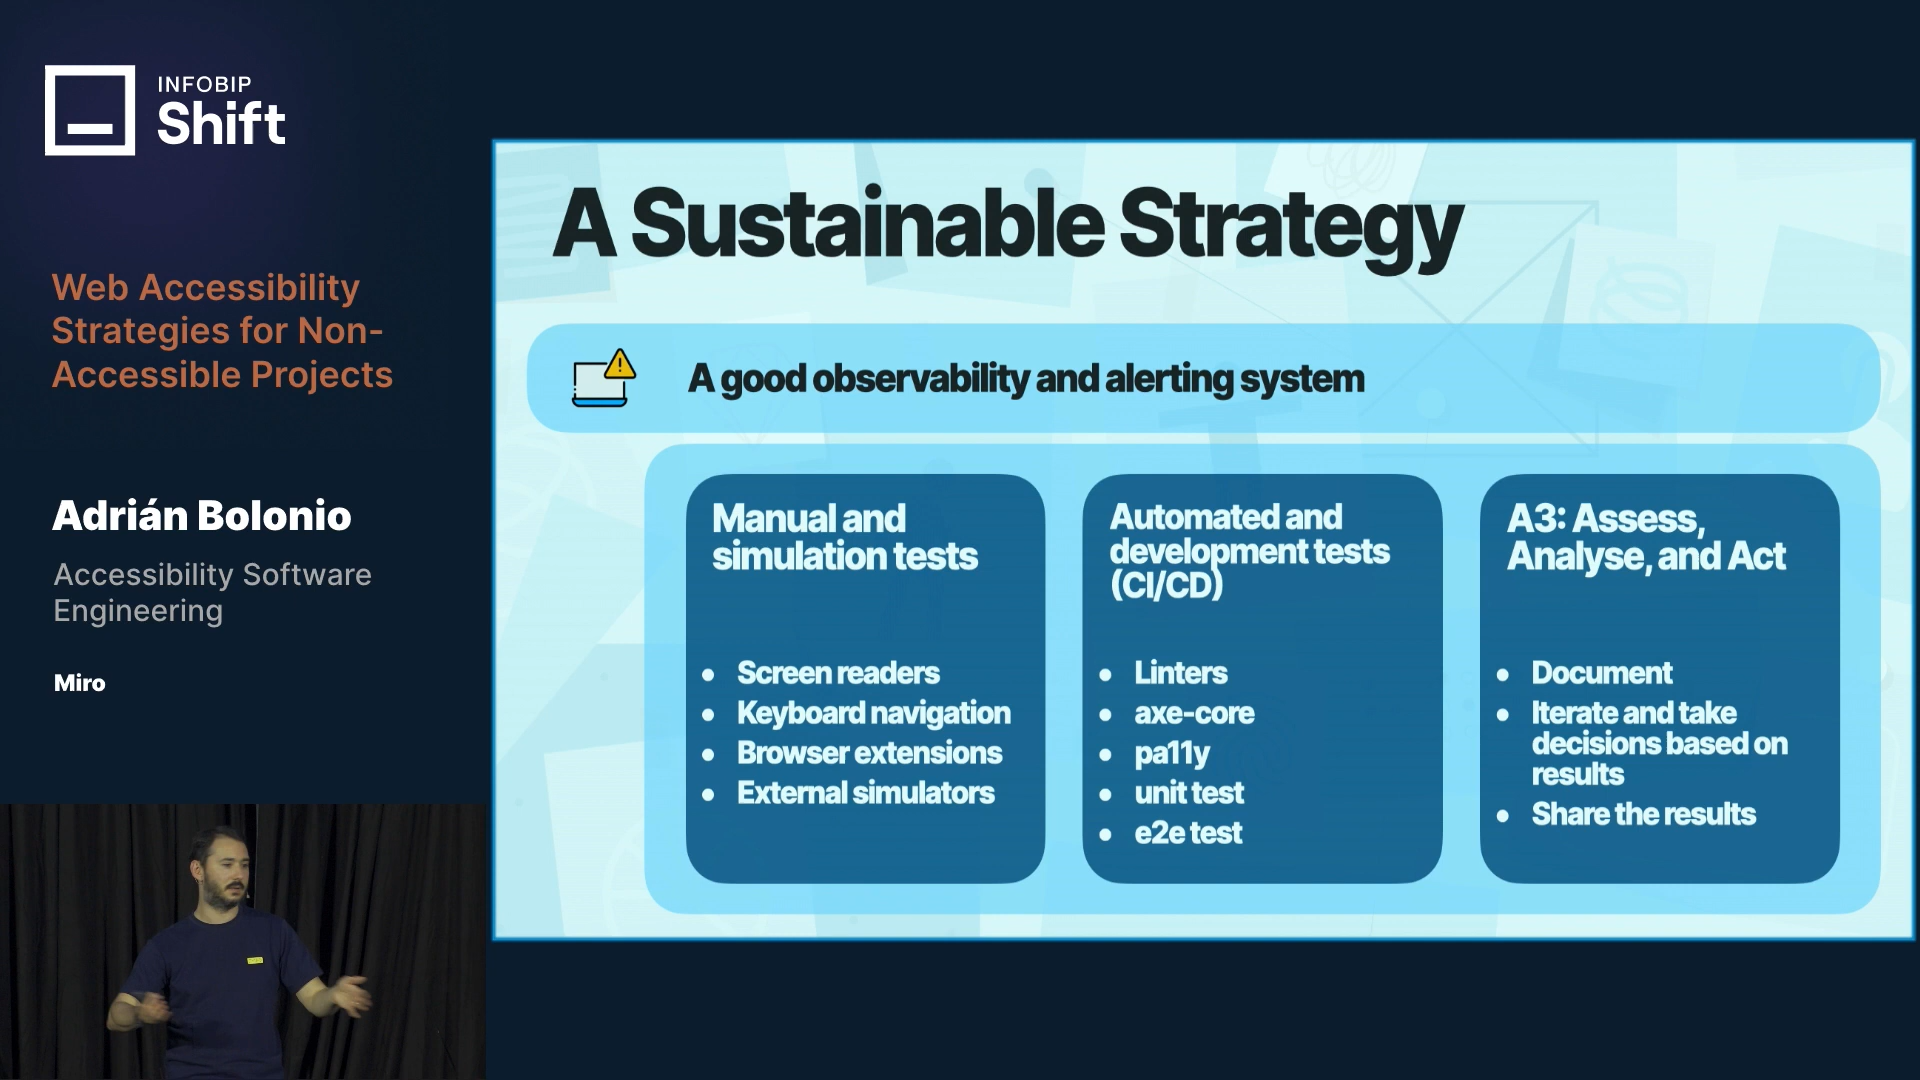 INFOBIP
Shift
Web Accessibility
Strategies for Non-
Accessible Projects
Adrián Bolonio
Accessibility Software
Engineering
Miro
A Sustainable Strategy
A good observability and alerting system
Manual and
simulation tests
• Screen readers
• Keyboard navigation
• Browser extensions
• External simulators
Automated and
development tests
(CI/CD)
• Linters
• axe-core
• pa11y
• unit test
• e2e test
A3: Assess,
Analyse, and Act
• Document
• Iterate and take
decisions based on
results
• Share the results